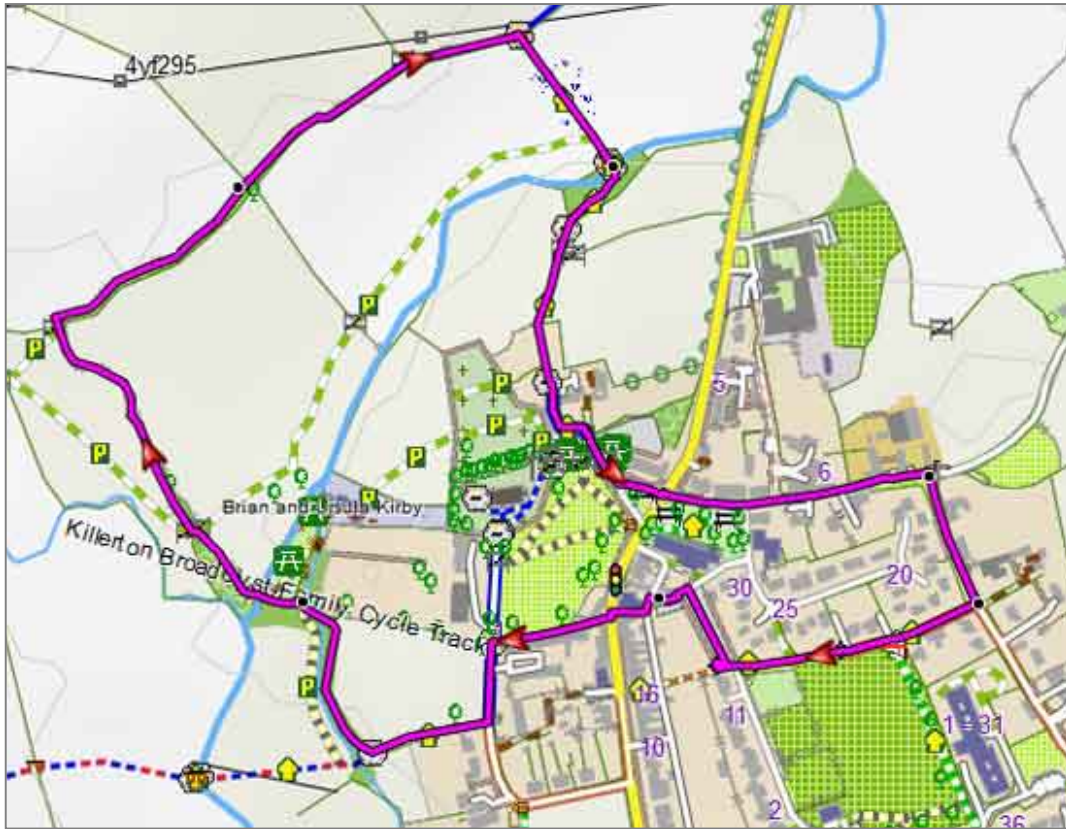 4yf295
P
5
P
P
P
P
6
P
P
Brian and Ursula Kirby
Killerton Broadclyst Family Cycle Track
30
20
25
P
16
11
1 - 31
10
2
36